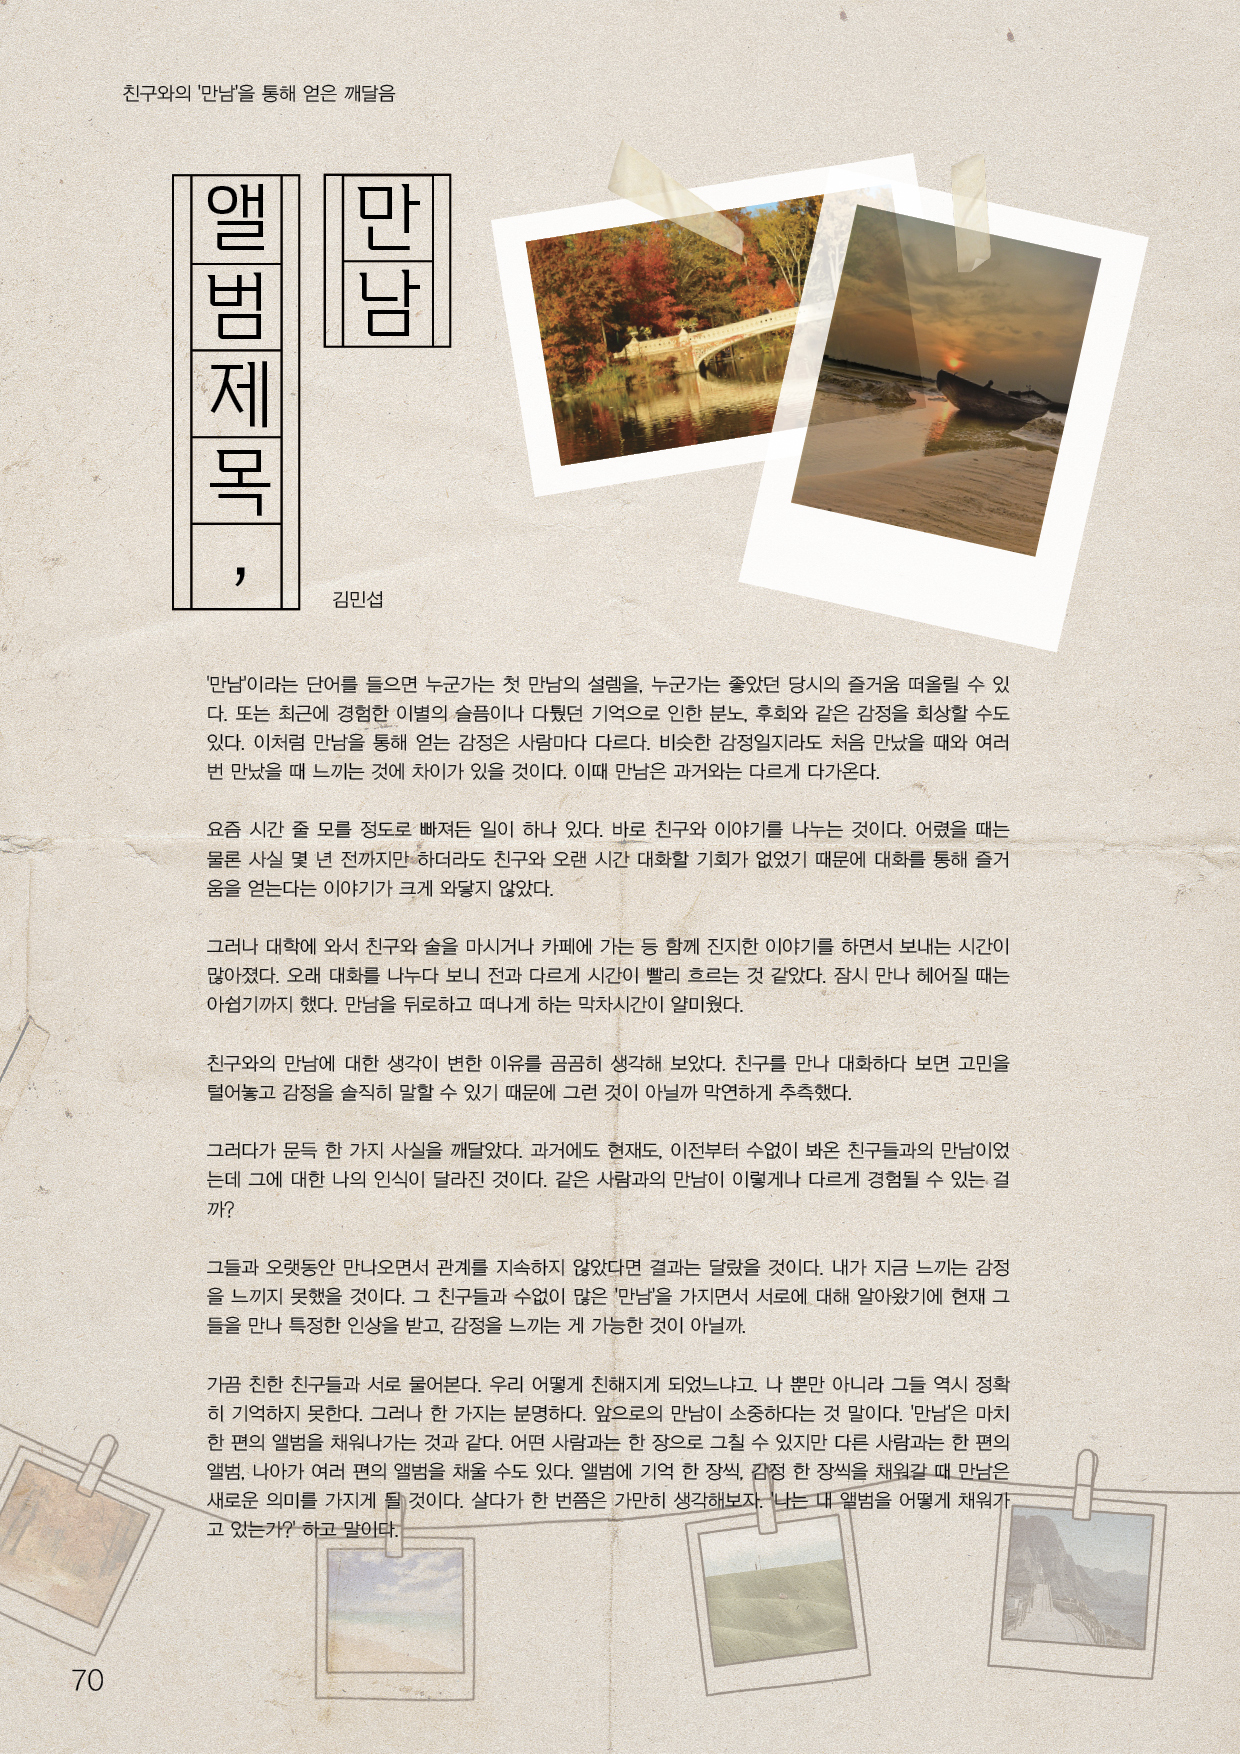 친구와의 '만남'을 통해 얻은 깨달음
앨범제목,
만남
김민섭
'만남'이라는 단어를 들으면 누군가는 첫 만남의 설렘을, 누군가는 좋았던 당시의 즐거움 떠올릴 수 있
다. 또는 최근에 경험한 이별의 슬픔이나 다퉜던 기억으로 인한 분노, 후회와 같은 감정을 회상할 수도
있다. 이처럼 만남을 통해 얻는 감정은 사람마다 다르다. 비슷한 감정일지라도 처음 만났을 때와 여러
번 만났을 때 느끼는 것에 차이가 있을 것이다. 이때 만남은 과거와는 다르게 다가온다.
요즘 시간 줄 모를 정도로 빠져든 일이 하나 있다. 바로 친구와 이야기를 나누는 것이다. 어렸을 때는
물론 사실 몇 년 전까지만 하더라도 친구와 오랜 시간 대화할 기회가 없었기 때문에 대화를 통해 즐거
움을 얻는다는 이야기가 크게 와닿지 않았다.
그러나 대학에 와서 친구와 술을 마시거나 카페에 가는 등 함께 진지한 이야기를 하면서 보내는 시간이
많아졌다. 오래 대화를 나누다 보니 전과 다르게 시간이 빨리 흐르는 것 같았다. 잠시 만나 헤어질 때는
아쉽기까지 했다. 만남을 뒤로하고 떠나게 하는 막차시간이 얄미웠다.
친구와의 만남에 대한 생각이 변한 이유를 곰곰히 생각해 보았다. 친구를 만나 대화하다 보면 고민을
털어놓고 감정을 솔직히 말할 수 있기 때문에 그런 것이 아닐까 막연하게 추측했다.
그러다가 문득 한 가지 사실을 깨달았다. 과거에도 현재도, 이전부터 수없이 봐온 친구들과의 만남이었
는데 그에 대한 나의 인식이 달라진 것이다. 같은 사람과의 만남이 이렇게나 다르게 경험될 수 있는 걸
까?
그들과 오랫동안 만나오면서 관계를 지속하지 않았다면 결과는 달랐을 것이다. 내가 지금 느끼는 감정
을 느끼지 못했을 것이다. 그 친구들과 수없이 많은 '만남'을 가지면서 서로에 대해 알아왔기에 현재 그
들을 만나 특정한 인상을 받고, 감정을 느끼는 게 가능한 것이 아닐까.
가끔 친한 친구들과 서로 물어본다. 우리 어떻게 친해지게 되었느냐고. 나 뿐만 아니라 그들 역시 정확
히 기억하지 못한다. 그러나 한 가지는 분명하다. 앞으로의 만남이 소중하다는 것 말이다. '만남'은 마치
한 편의 앨범을 채워나가는 것과 같다. 어떤 사람과는 한 장으로 그칠 수 있지만 다른 사람과는 한 편의
앨범, 나아가 여러 편의 앨범을 채울 수도 있다. 앨범에 기억 한 장씩, 감정 한 장씩을 채워갈 때 만남은
새로운 의미를 가지게 될 것이다. 살다가 한 번쯤은 가만히 생각해보자. '나는 내 앨범을 어떻게 채워가
고 있는가?' 하고 말이다.
70